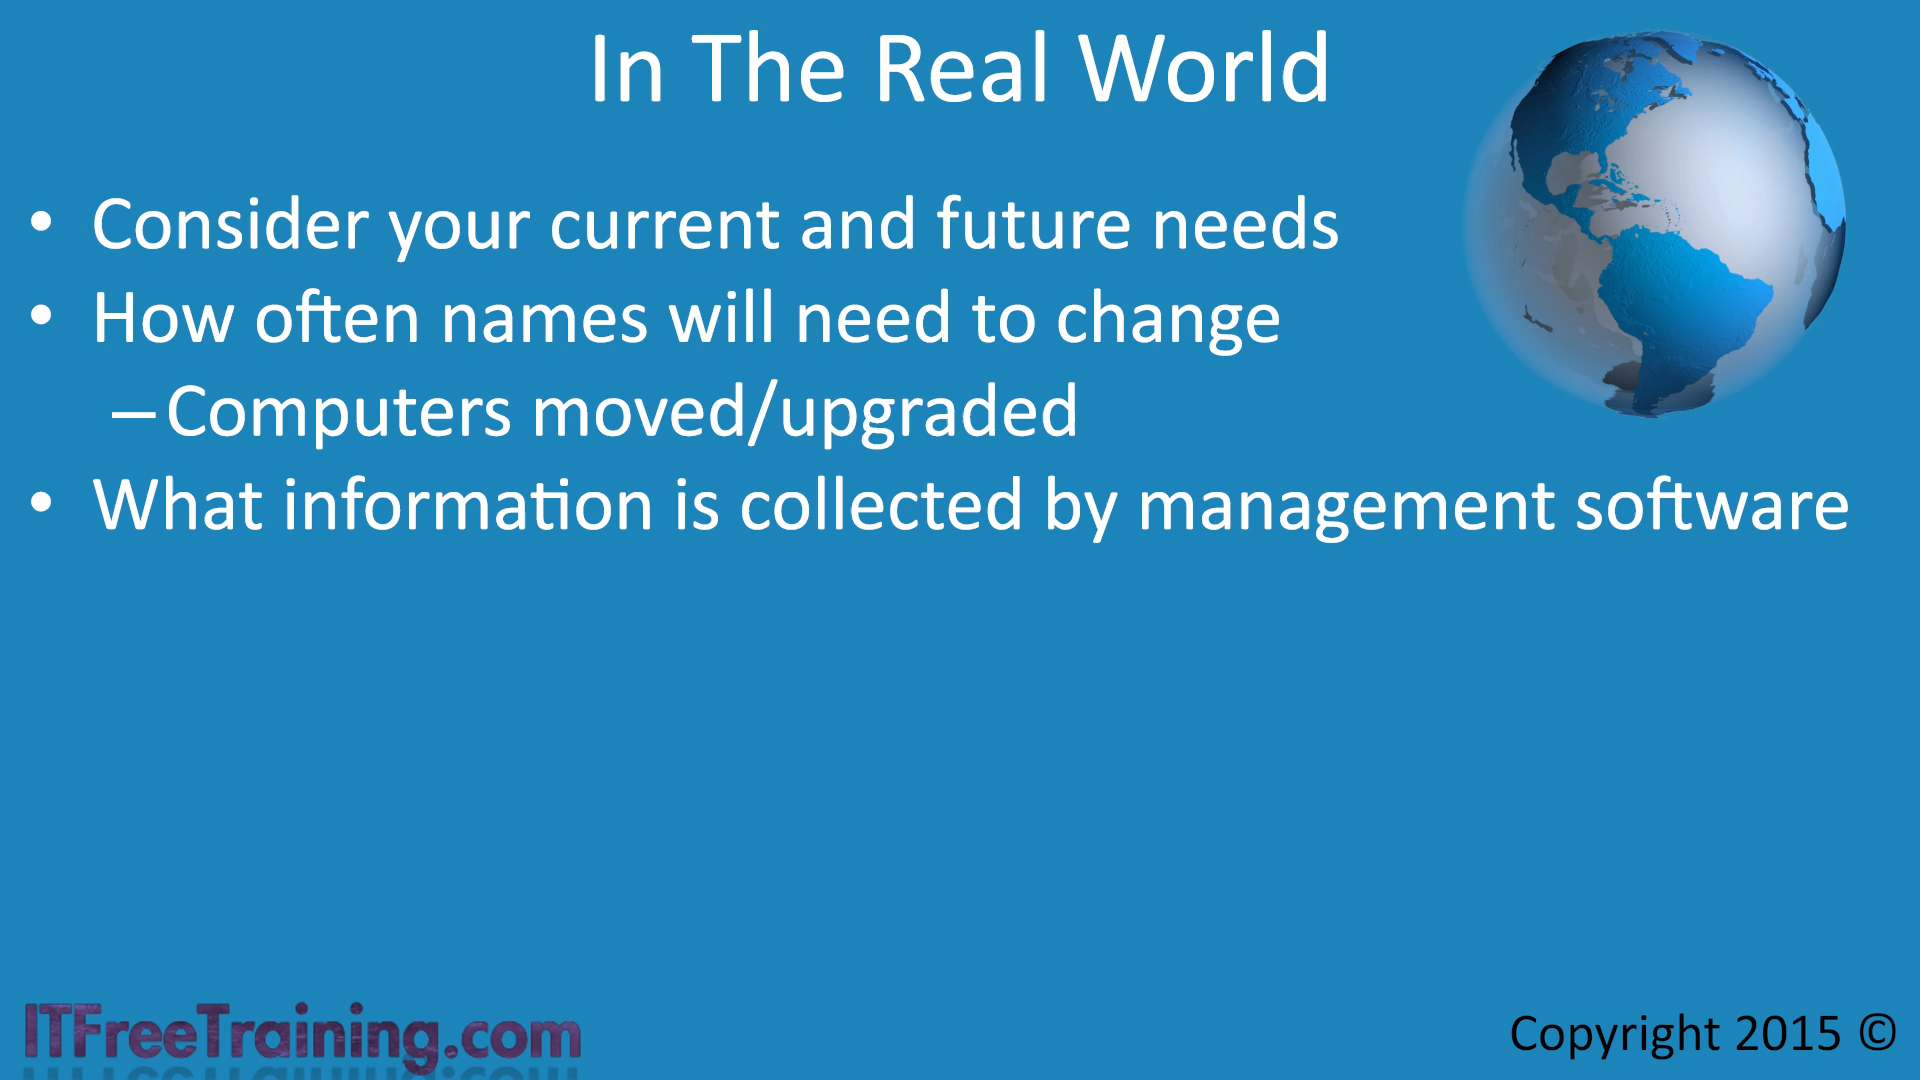 In The Real World
• Consider your current and future needs
• How often names will need to change
– Computers moved/upgraded
• What information is collected by management software
ITFreeTraining.com
Copyright 2015 ©